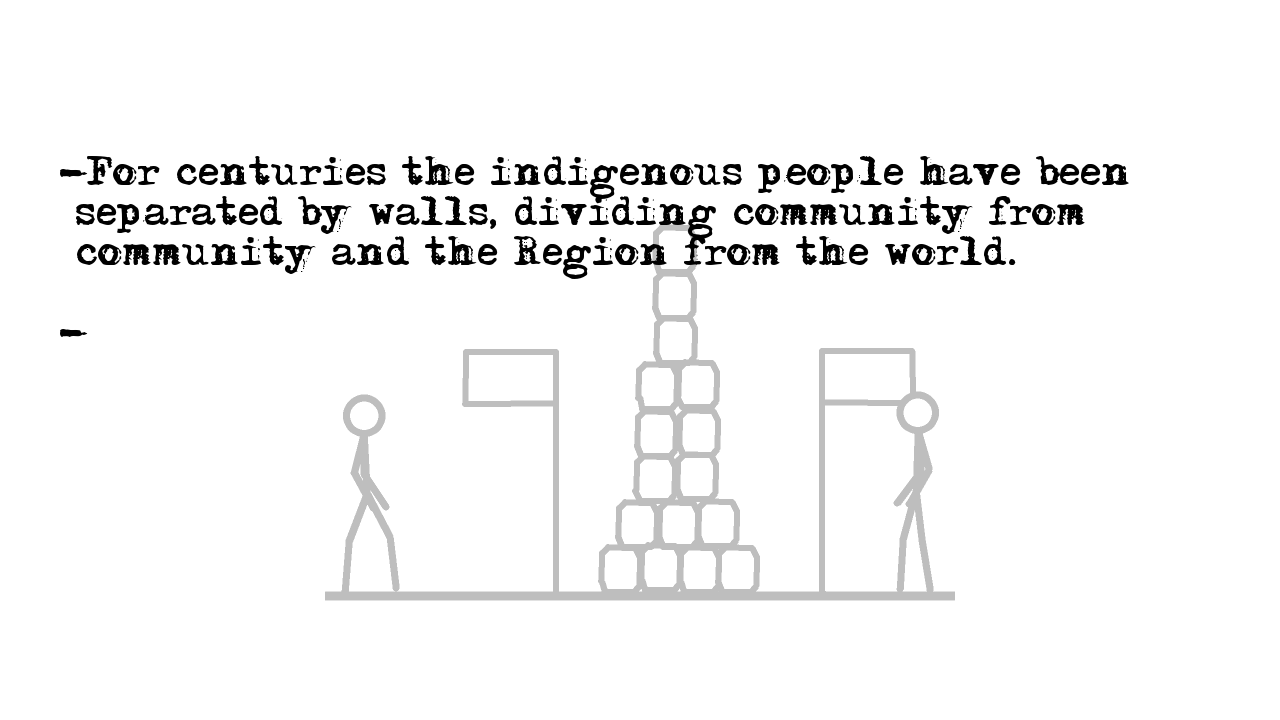 -For centuries the indigenous people have been
separated by walls, dividing community from
community and the Region from the world.
-